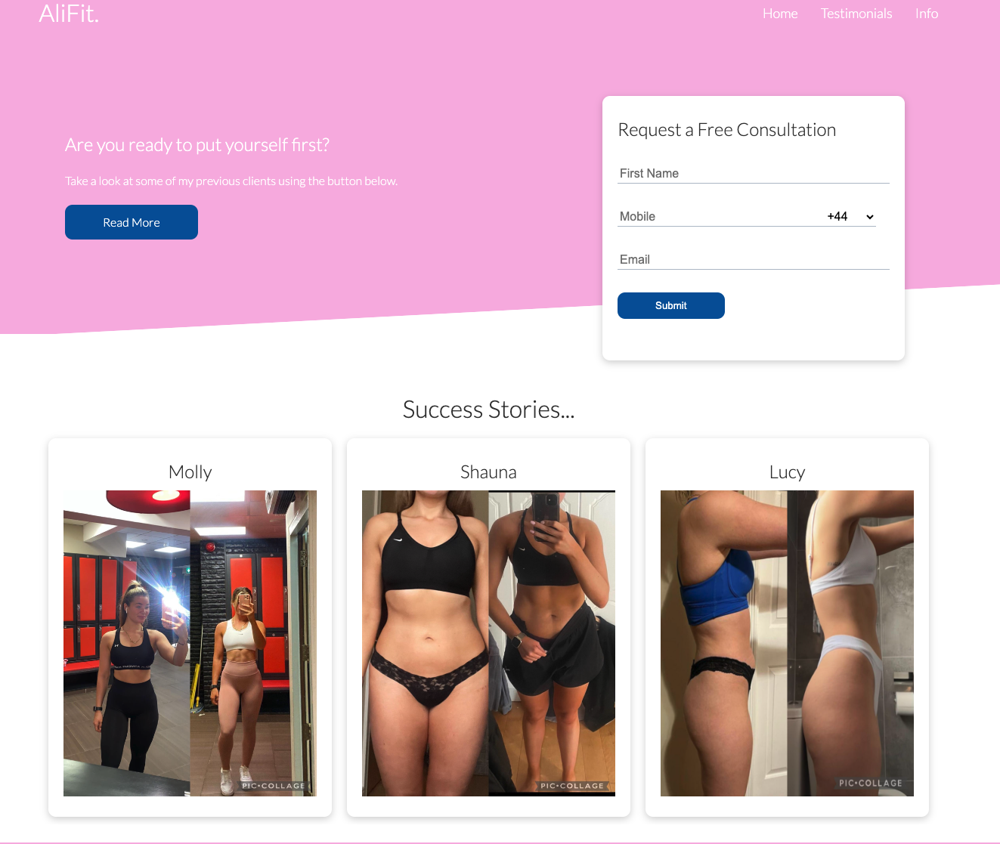 AliFit.
Home Testimonials Info
Are you ready to put yourself first?
Take a look at some of my previous clients using the button below.
Read More
Request a Free Consultation
First Name
Mobile +44
Email
Submit
Success Stories...
Molly
Shauna
Lucy
PIC•COLLAGE
PIC•COLLAGE
PIC•COLLAGE